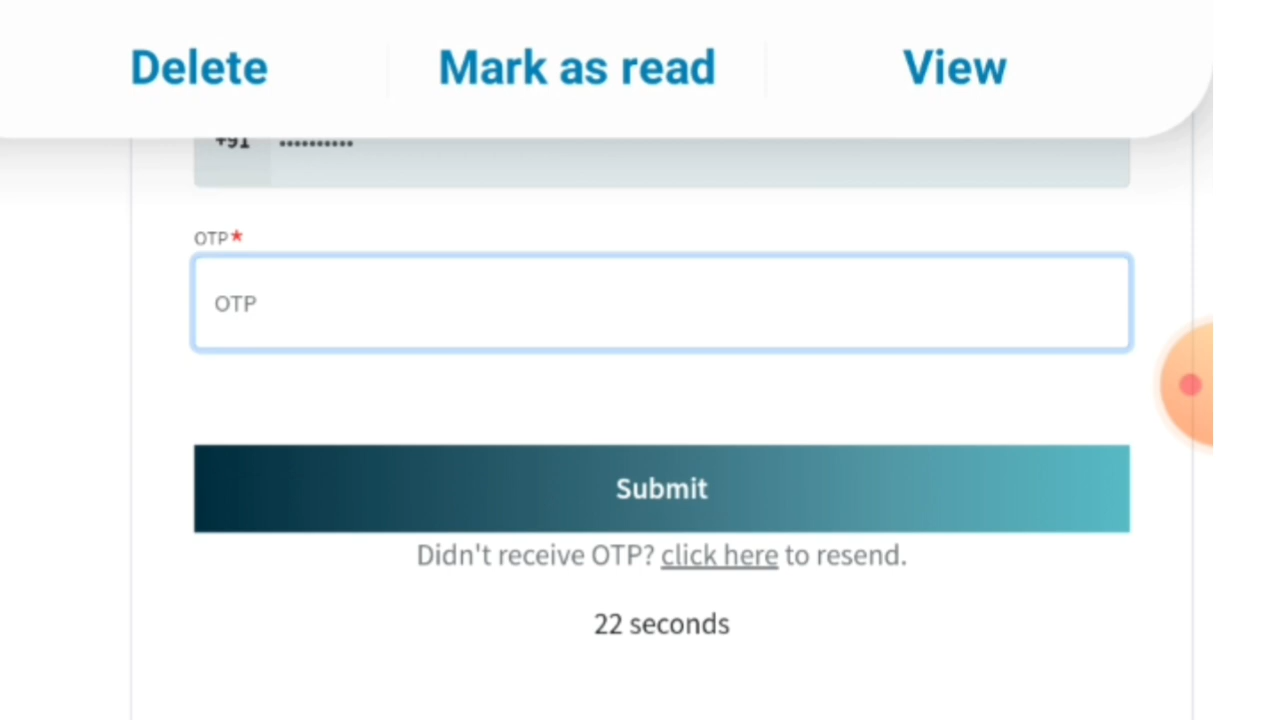 Delete Mark as read View
+91 ••••••••••
OTP*
OTP
Submit
Didn't receive OTP? click here to resend.
22 seconds